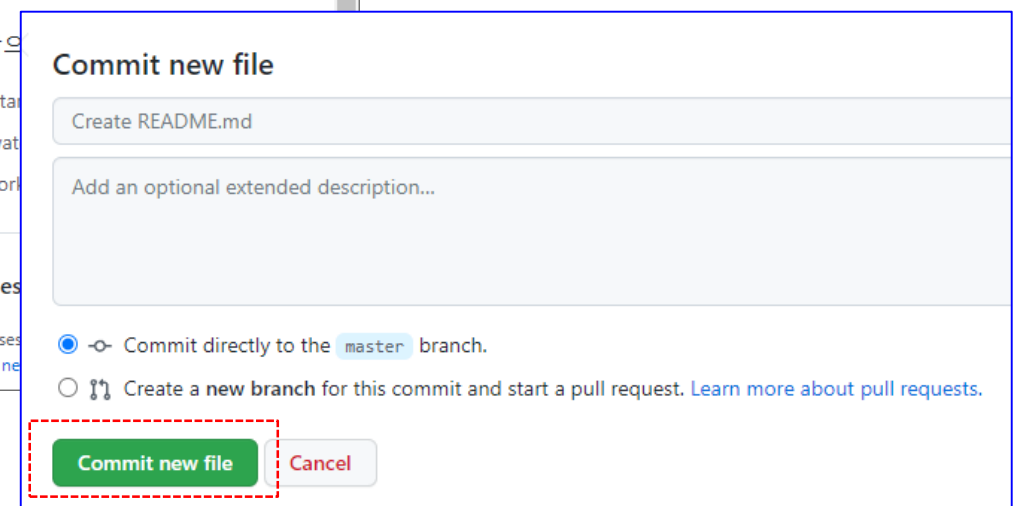 Commit new file
Create README.md
Add an optional extended description...
Commit directly to the master branch.
Create a new branch for this commit and start a pull request. Learn more about pull requests.
Commit new file
Cancel